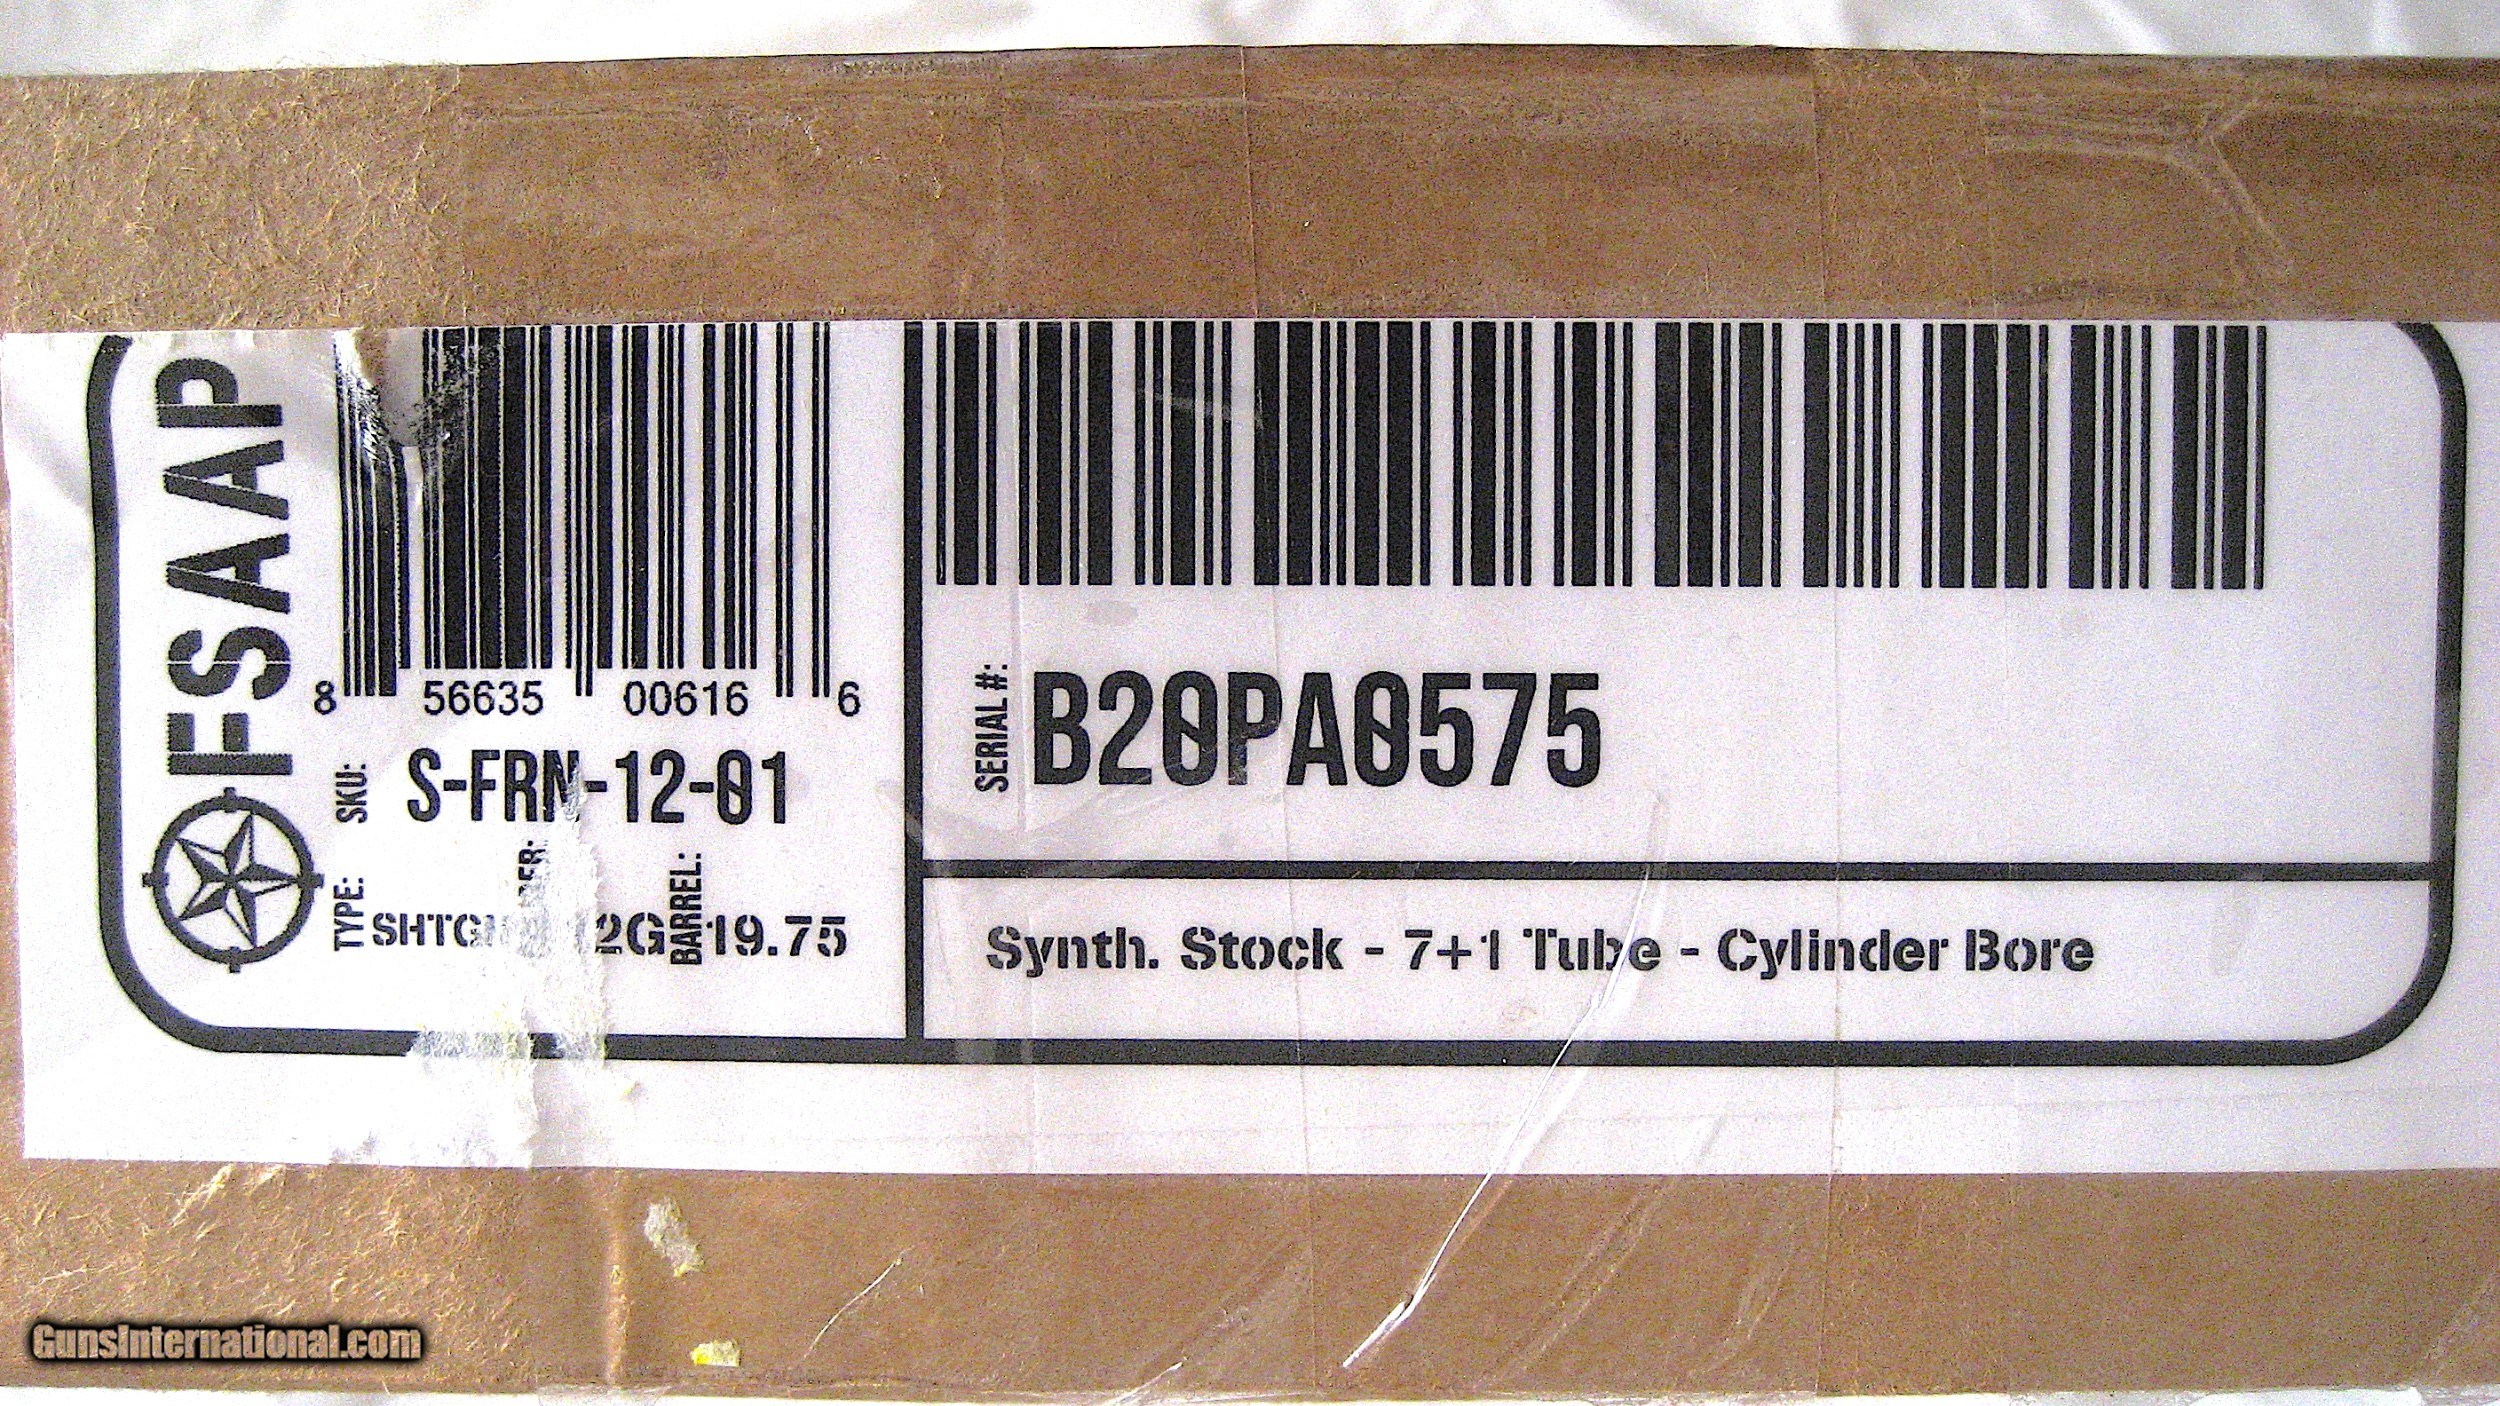 FSAAP
8 56635 00616 6
SKU: S-FRN-12-01
TYPE: 2G BARREL: 19.75
SERIAL #: B20PA0575
Synth. Stock - 7+1 Tube - Cylinder Bore
GunsInternational.com